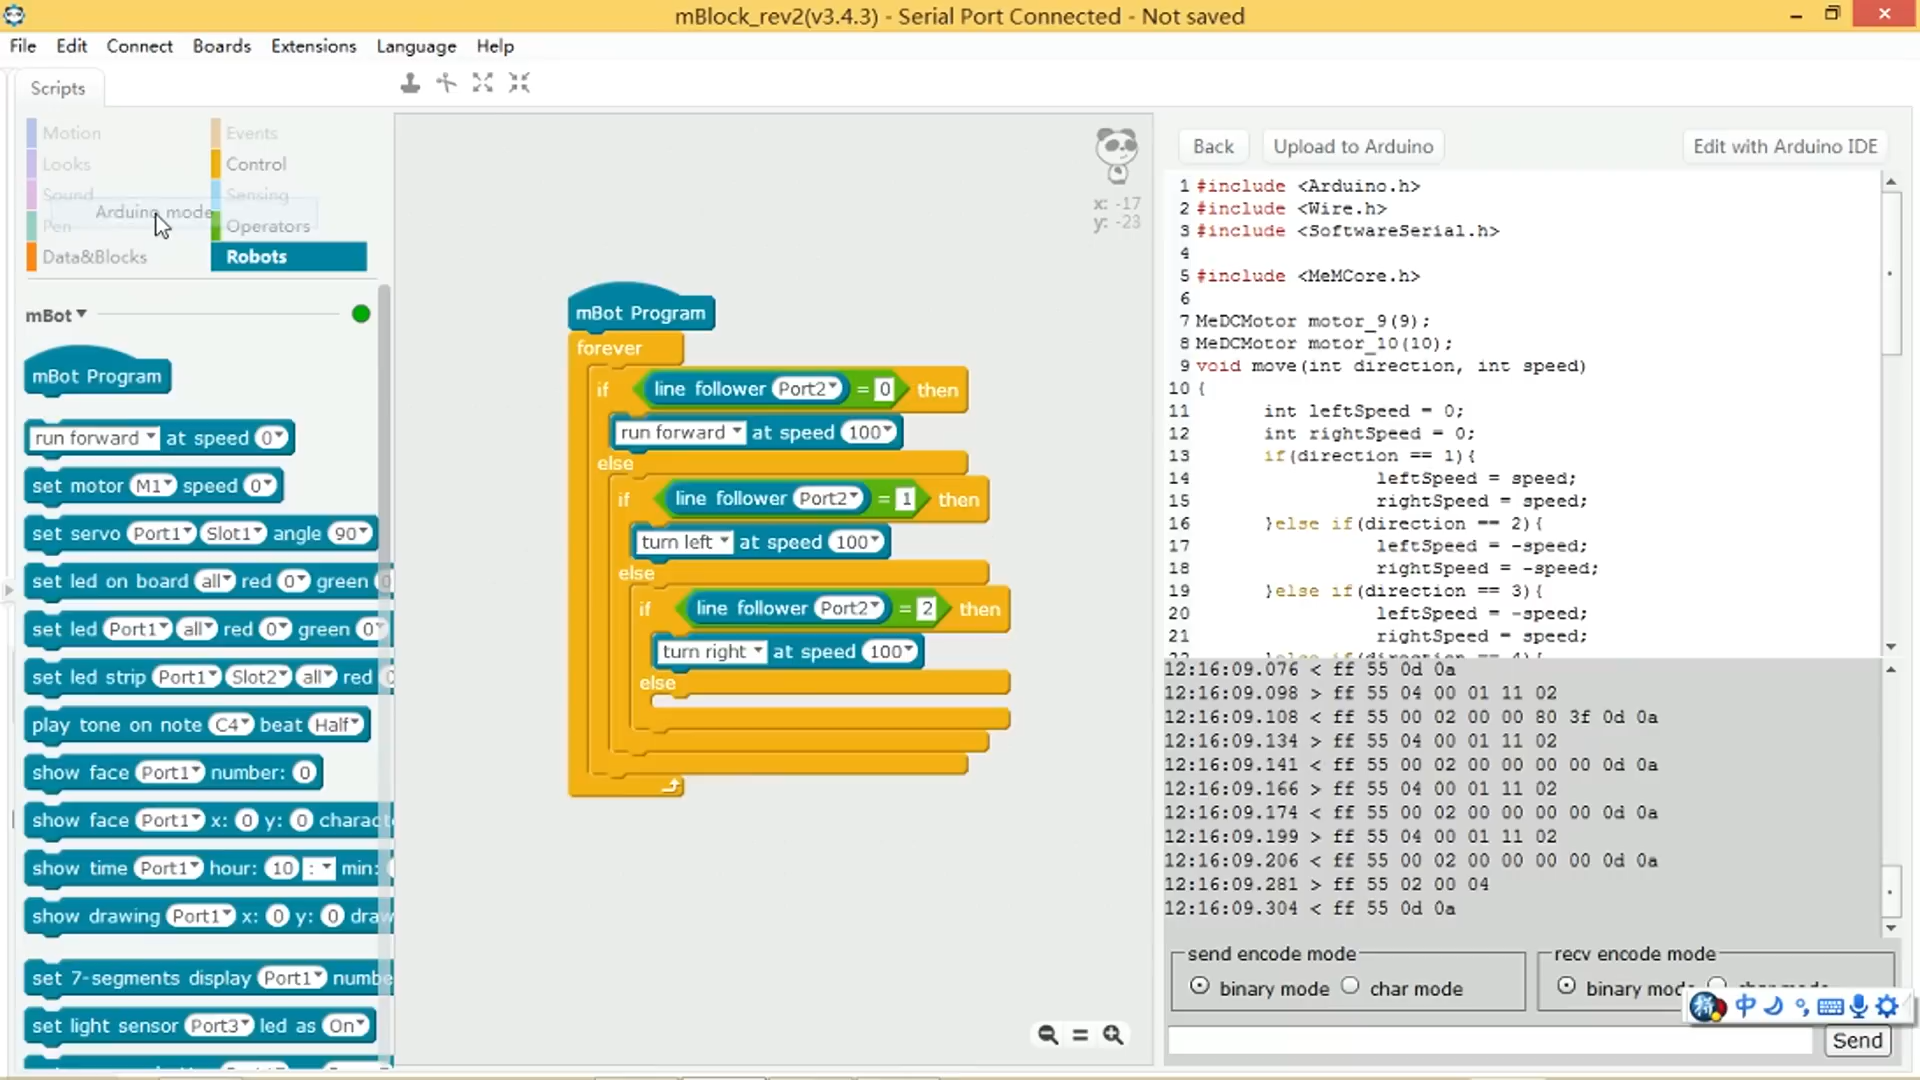 mBlock_rev2(v3.4.3) - Serial Port Connected - Not saved
File Edit Connect Boards Extensions Language Help
Scripts
Motion Events
Looks Control
Sound Sensing
Arduino mode
Pen Operators
Data&Blocks Robots
mBot
mBot Program
run forward at speed 0
set motor M1 speed 0
set servo Port1 Slot1 angle 90
set led on board all red 0 green 0
set led Port1 all red 0 green 0
set led strip Port1 Slot2 all red 0
play tone on note C4 beat Half
show face Port1 number: 0
show face Port1 x: 0 y: 0 charact
show time Port1 hour: 10 : min:
show drawing Port1 x: 0 y: 0 draw
set 7-segments display Port1 numbe
set light sensor Port3 led as On
x: -17
y: -23
mBot Program
forever
if line follower Port2 = 0 then
run forward at speed 100
else
if line follower Port2 = 1 then
turn left at speed 100
else
if line follower Port2 = 2 then
turn right at speed 100
else
Back Upload to Arduino Edit with Arduino IDE
1 #include <Arduino.h>
2 #include <Wire.h>
3 #include <SoftwareSerial.h>
4
5 #include <MeMCore.h>
6
7 MeDCMotor motor_9(9);
8 MeDCMotor motor_10(10);
9 void move(int direction, int speed)
10 {
11 int leftSpeed = 0;
12 int rightSpeed = 0;
13 if(direction == 1){
14 leftSpeed = speed;
15 rightSpeed = speed;
16 }else if(direction == 2){
17 leftSpeed = -speed;
18 rightSpeed = -speed;
19 }else if(direction == 3){
20 leftSpeed = -speed;
21 rightSpeed = speed;
22 }else if(direction == 4){
12:16:09.076 < ff 55 0d 0a
12:16:09.098 > ff 55 04 00 01 11 02
12:16:09.108 < ff 55 00 02 00 00 80 3f 0d 0a
12:16:09.134 > ff 55 04 00 01 11 02
12:16:09.141 < ff 55 00 02 00 00 00 00 0d 0a
12:16:09.166 > ff 55 04 00 01 11 02
12:16:09.174 < ff 55 00 02 00 00 00 00 0d 0a
12:16:09.199 > ff 55 04 00 01 11 02
12:16:09.206 < ff 55 00 02 00 00 00 00 0d 0a
12:16:09.281 > ff 55 02 00 04
12:16:09.304 < ff 55 0d 0a
send encode mode recv encode mode
binary mode char mode binary mode
中
Send